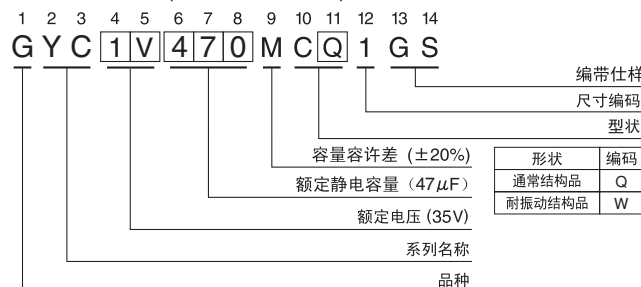 1 2 3 4 5 6 7 8 9 10 11 12 13 14
G Y C 1 V 4 7 0 M C Q 1 G S
编带仕样
尺寸编码
型状
容量容许差 (±20%)
额定静电容量（47μF）
额定电压 (35V)
系列名称
品种
形状 编码
通常结构品 Q
耐振动结构品 W